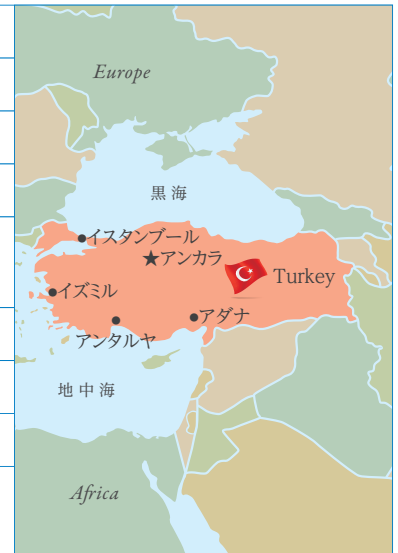 Europe
黒海
イスタンブール
アンカラ
Turkey
イズミル
アダナ
アンタルヤ
地中海
Africa